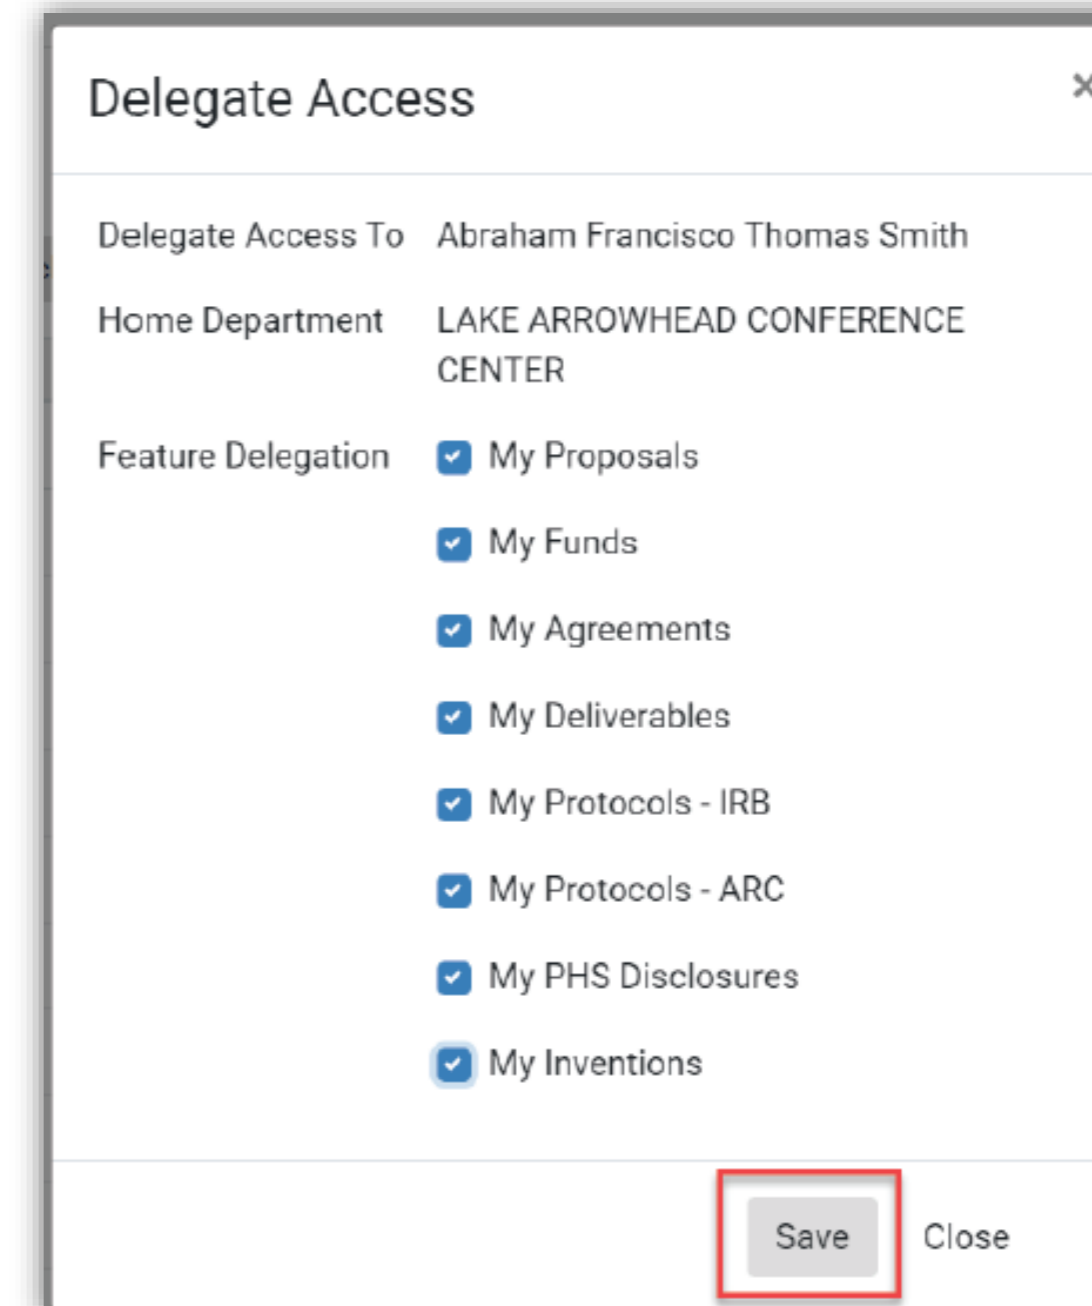 Delegate Access
Delegate Access To Abraham Francisco Thomas Smith
Home Department LAKE ARROWHEAD CONFERENCE
CENTER
Feature Delegation My Proposals
My Funds
My Agreements
My Deliverables
My Protocols - IRB
My Protocols - ARC
My PHS Disclosures
My Inventions
Save Close